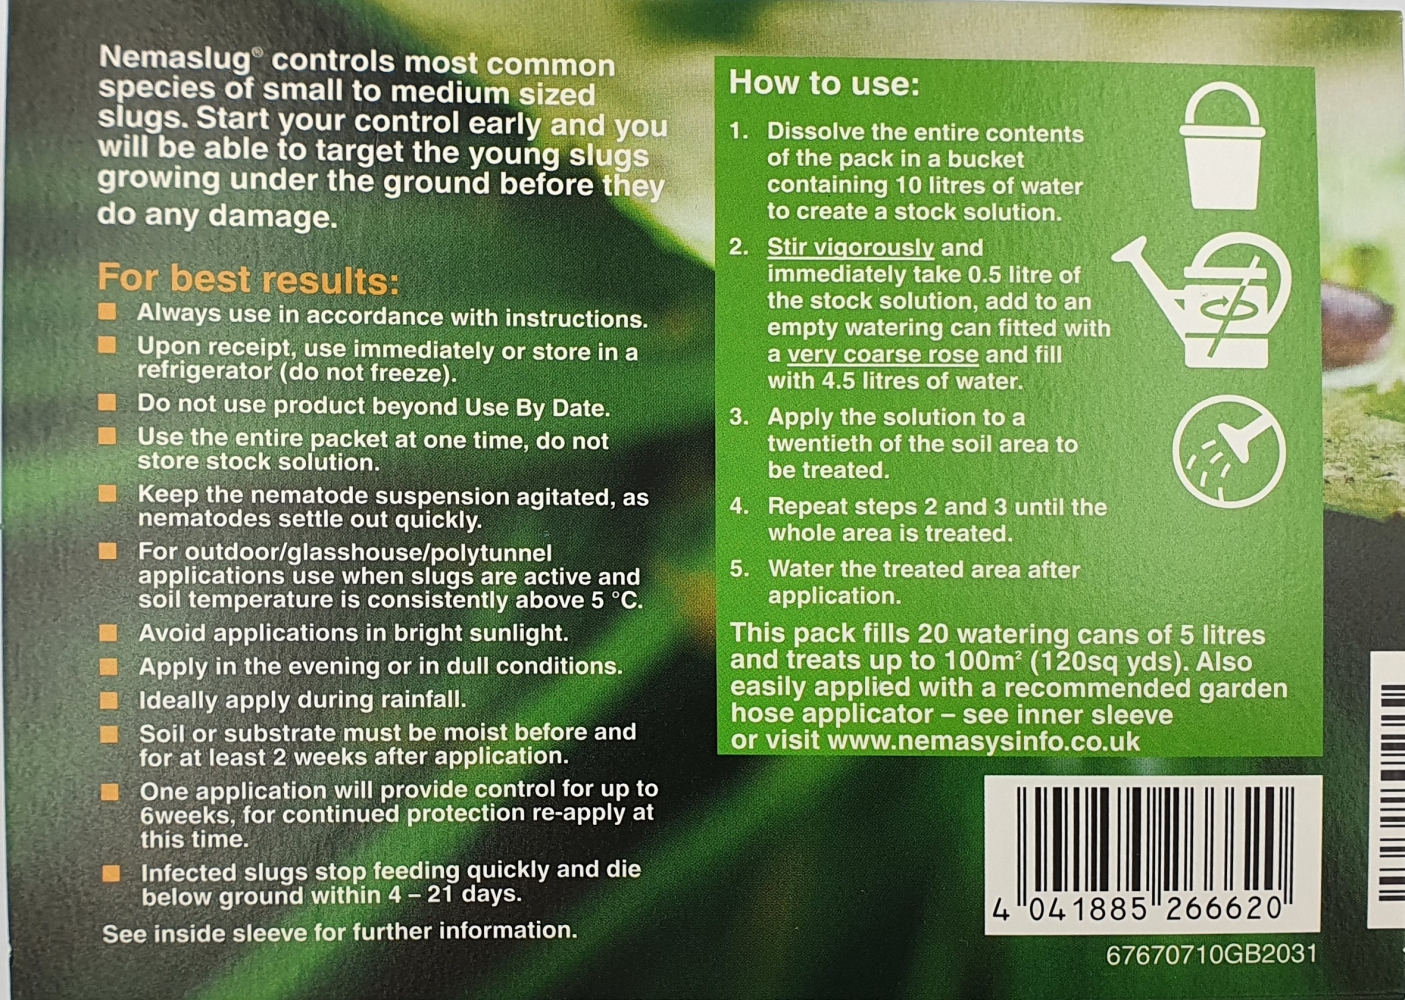 Nemaslug® controls most common
species of small to medium sized
slugs. Start your control early and you
will be able to target the young slugs
growing under the ground before they
do any damage.
For best results:
Always use in accordance with instructions.
Upon receipt, use immediately or store in a
refrigerator (do not freeze).
Do not use product beyond Use By Date.
Use the entire packet at one time, do not
store stock solution.
Keep the nematode suspension agitated, as
nematodes settle out quickly.
For outdoor/glasshouse/polytunnel
applications use when slugs are active and
soil temperature is consistently above 5 °C.
Avoid applications in bright sunlight.
Apply in the evening or in dull conditions.
Ideally apply during rainfall.
Soil or substrate must be moist before and
for at least 2 weeks after application.
One application will provide control for up to
6weeks, for continued protection re-apply at
this time.
Infected slugs stop feeding quickly and die
below ground within 4 – 21 days.
See inside sleeve for further information.
How to use:
1. Dissolve the entire contents
of the pack in a bucket
containing 10 litres of water
to create a stock solution.
2. Stir vigorously and
immediately take 0.5 litre of
the stock solution, add to an
empty watering can fitted with
a very coarse rose and fill
with 4.5 litres of water.
3. Apply the solution to a
twentieth of the soil area to
be treated.
4. Repeat steps 2 and 3 until the
whole area is treated.
5. Water the treated area after
application.
This pack fills 20 watering cans of 5 litres
and treats up to 100m² (120sq yds). Also
easily applied with a recommended garden
hose applicator – see inner sleeve
or visit www.nemasysinfo.co.uk
4 041885 266620
67670710GB2031